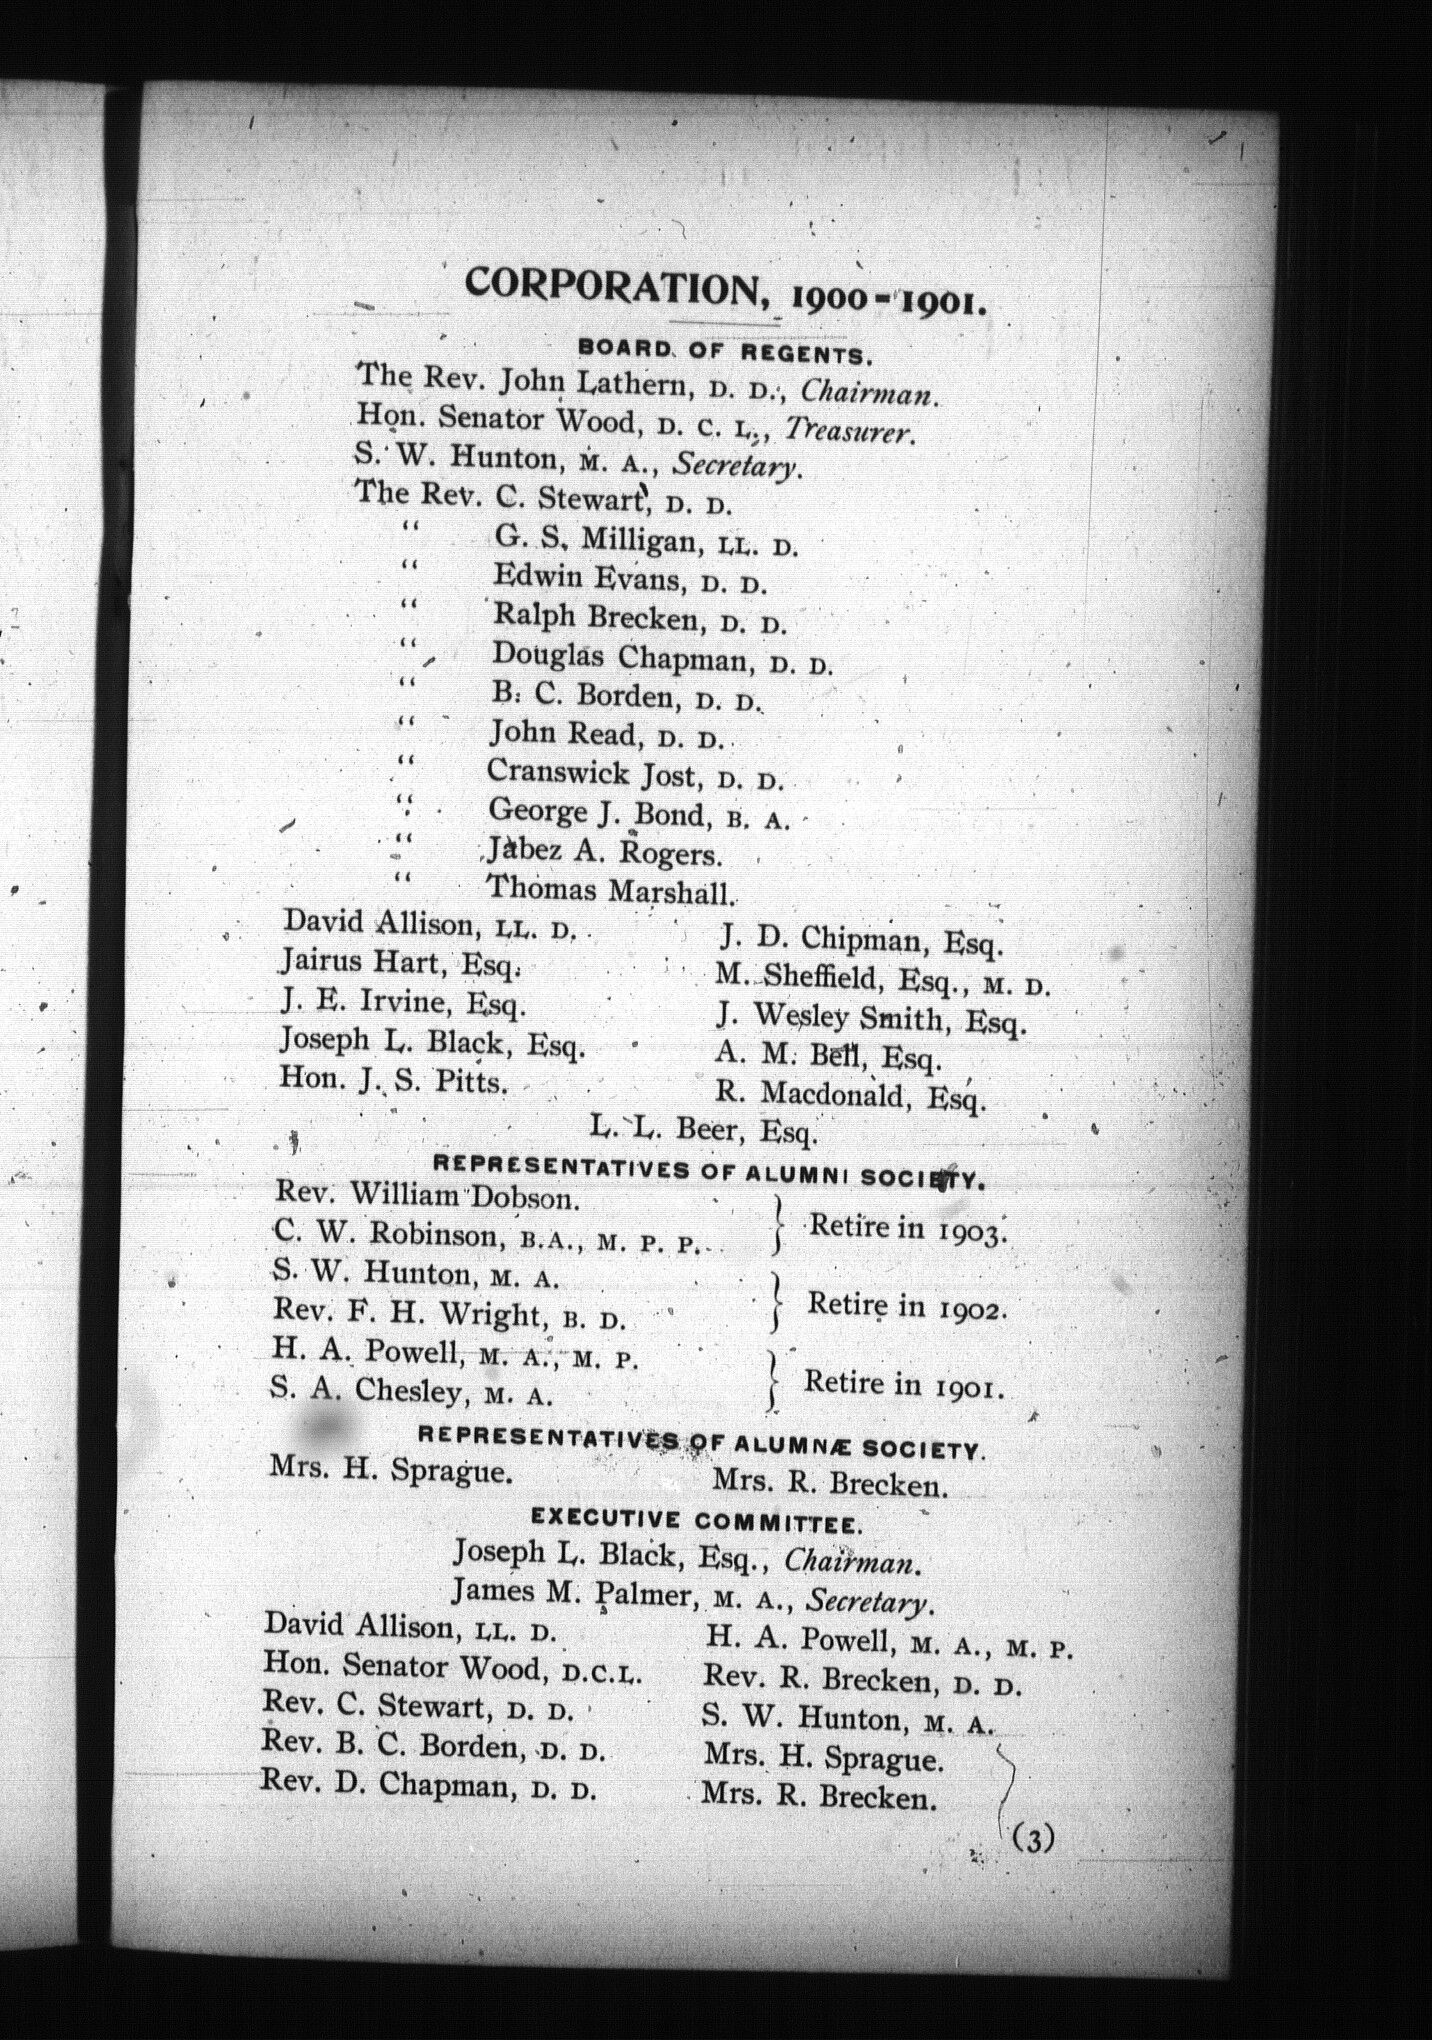 CORPORATION, 1900-1901.
BOARD OF REGENTS.
The Rev. John Lathern, D. D., Chairman.
Hon. Senator Wood, D. C. L., Treasurer.
S. W. Hunton, M. A., Secretary.
The Rev. C. Stewart, D. D.
“ G. S. Milligan, LL. D.
“ Edwin Evans, D. D.
“ Ralph Brecken, D. D.
“ Douglas Chapman, D. D.
“ B. C. Borden, D. D.
“ John Read, D. D.
“ Cranswick Jost, D. D.
“ George J. Bond, B. A.
“ Jabez A. Rogers.
“ Thomas Marshall.
David Allison, LL. D. J. D. Chipman, Esq.
Jairus Hart, Esq. M. Sheffield, Esq., M. D.
J. E. Irvine, Esq. J. Wesley Smith, Esq.
Joseph L. Black, Esq. A. M. Bell, Esq.
Hon. J. S. Pitts. R. Macdonald, Esq.
L. L. Beer, Esq.
REPRESENTATIVES OF ALUMNI SOCIETY.
Rev. William Dobson.
C. W. Robinson, B.A., M. P. P. } Retire in 1903.
S. W. Hunton, M. A.
Rev. F. H. Wright, B. D. } Retire in 1902.
H. A. Powell, M. A., M. P.
S. A. Chesley, M. A. } Retire in 1901.
REPRESENTATIVES OF ALUMNÆ SOCIETY.
Mrs. H. Sprague. Mrs. R. Brecken.
EXECUTIVE COMMITTEE.
Joseph L. Black, Esq., Chairman.
James M. Palmer, M. A., Secretary.
David Allison, LL. D. H. A. Powell, M. A., M. P.
Hon. Senator Wood, D.C.L. Rev. R. Brecken, D. D.
Rev. C. Stewart, D. D. S. W. Hunton, M. A.
Rev. B. C. Borden, D. D. Mrs. H. Sprague.
Rev. D. Chapman, D. D. Mrs. R. Brecken.
(3)